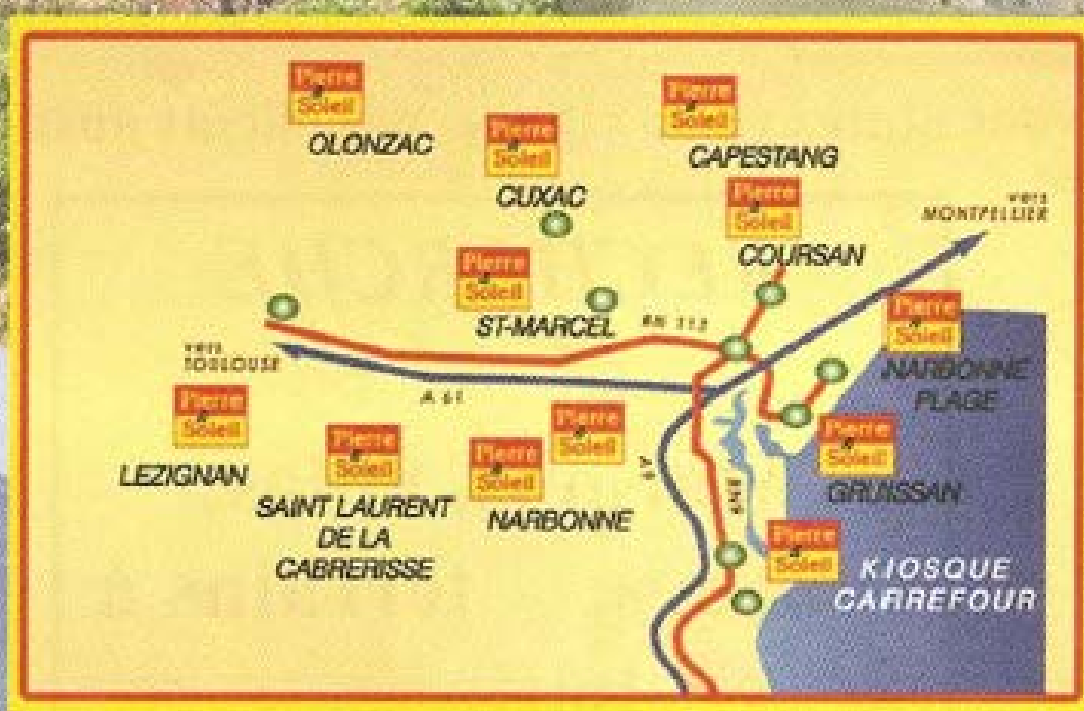 Pierre
& Soleil
OLONZAC
Pierre
& Soleil
CUXAC
Pierre
& Soleil
CAPESTANG
Pierre
& Soleil
COURSAN
vers
MONTPELLIER
Pierre
& Soleil
ST-MARCEL
RN 113
vers
TOULOUSE
A 61
Pierre
& Soleil
NARBONNE
PLAGE
Pierre
& Soleil
LEZIGNAN
Pierre
& Soleil
SAINT LAURENT
DE LA
CABRERISSE
Pierre
& Soleil
Pierre
& Soleil
NARBONNE
A9
RN9
Pierre
& Soleil
GRUISSAN
Pierre
& Soleil
KIOSQUE
CARREFOUR